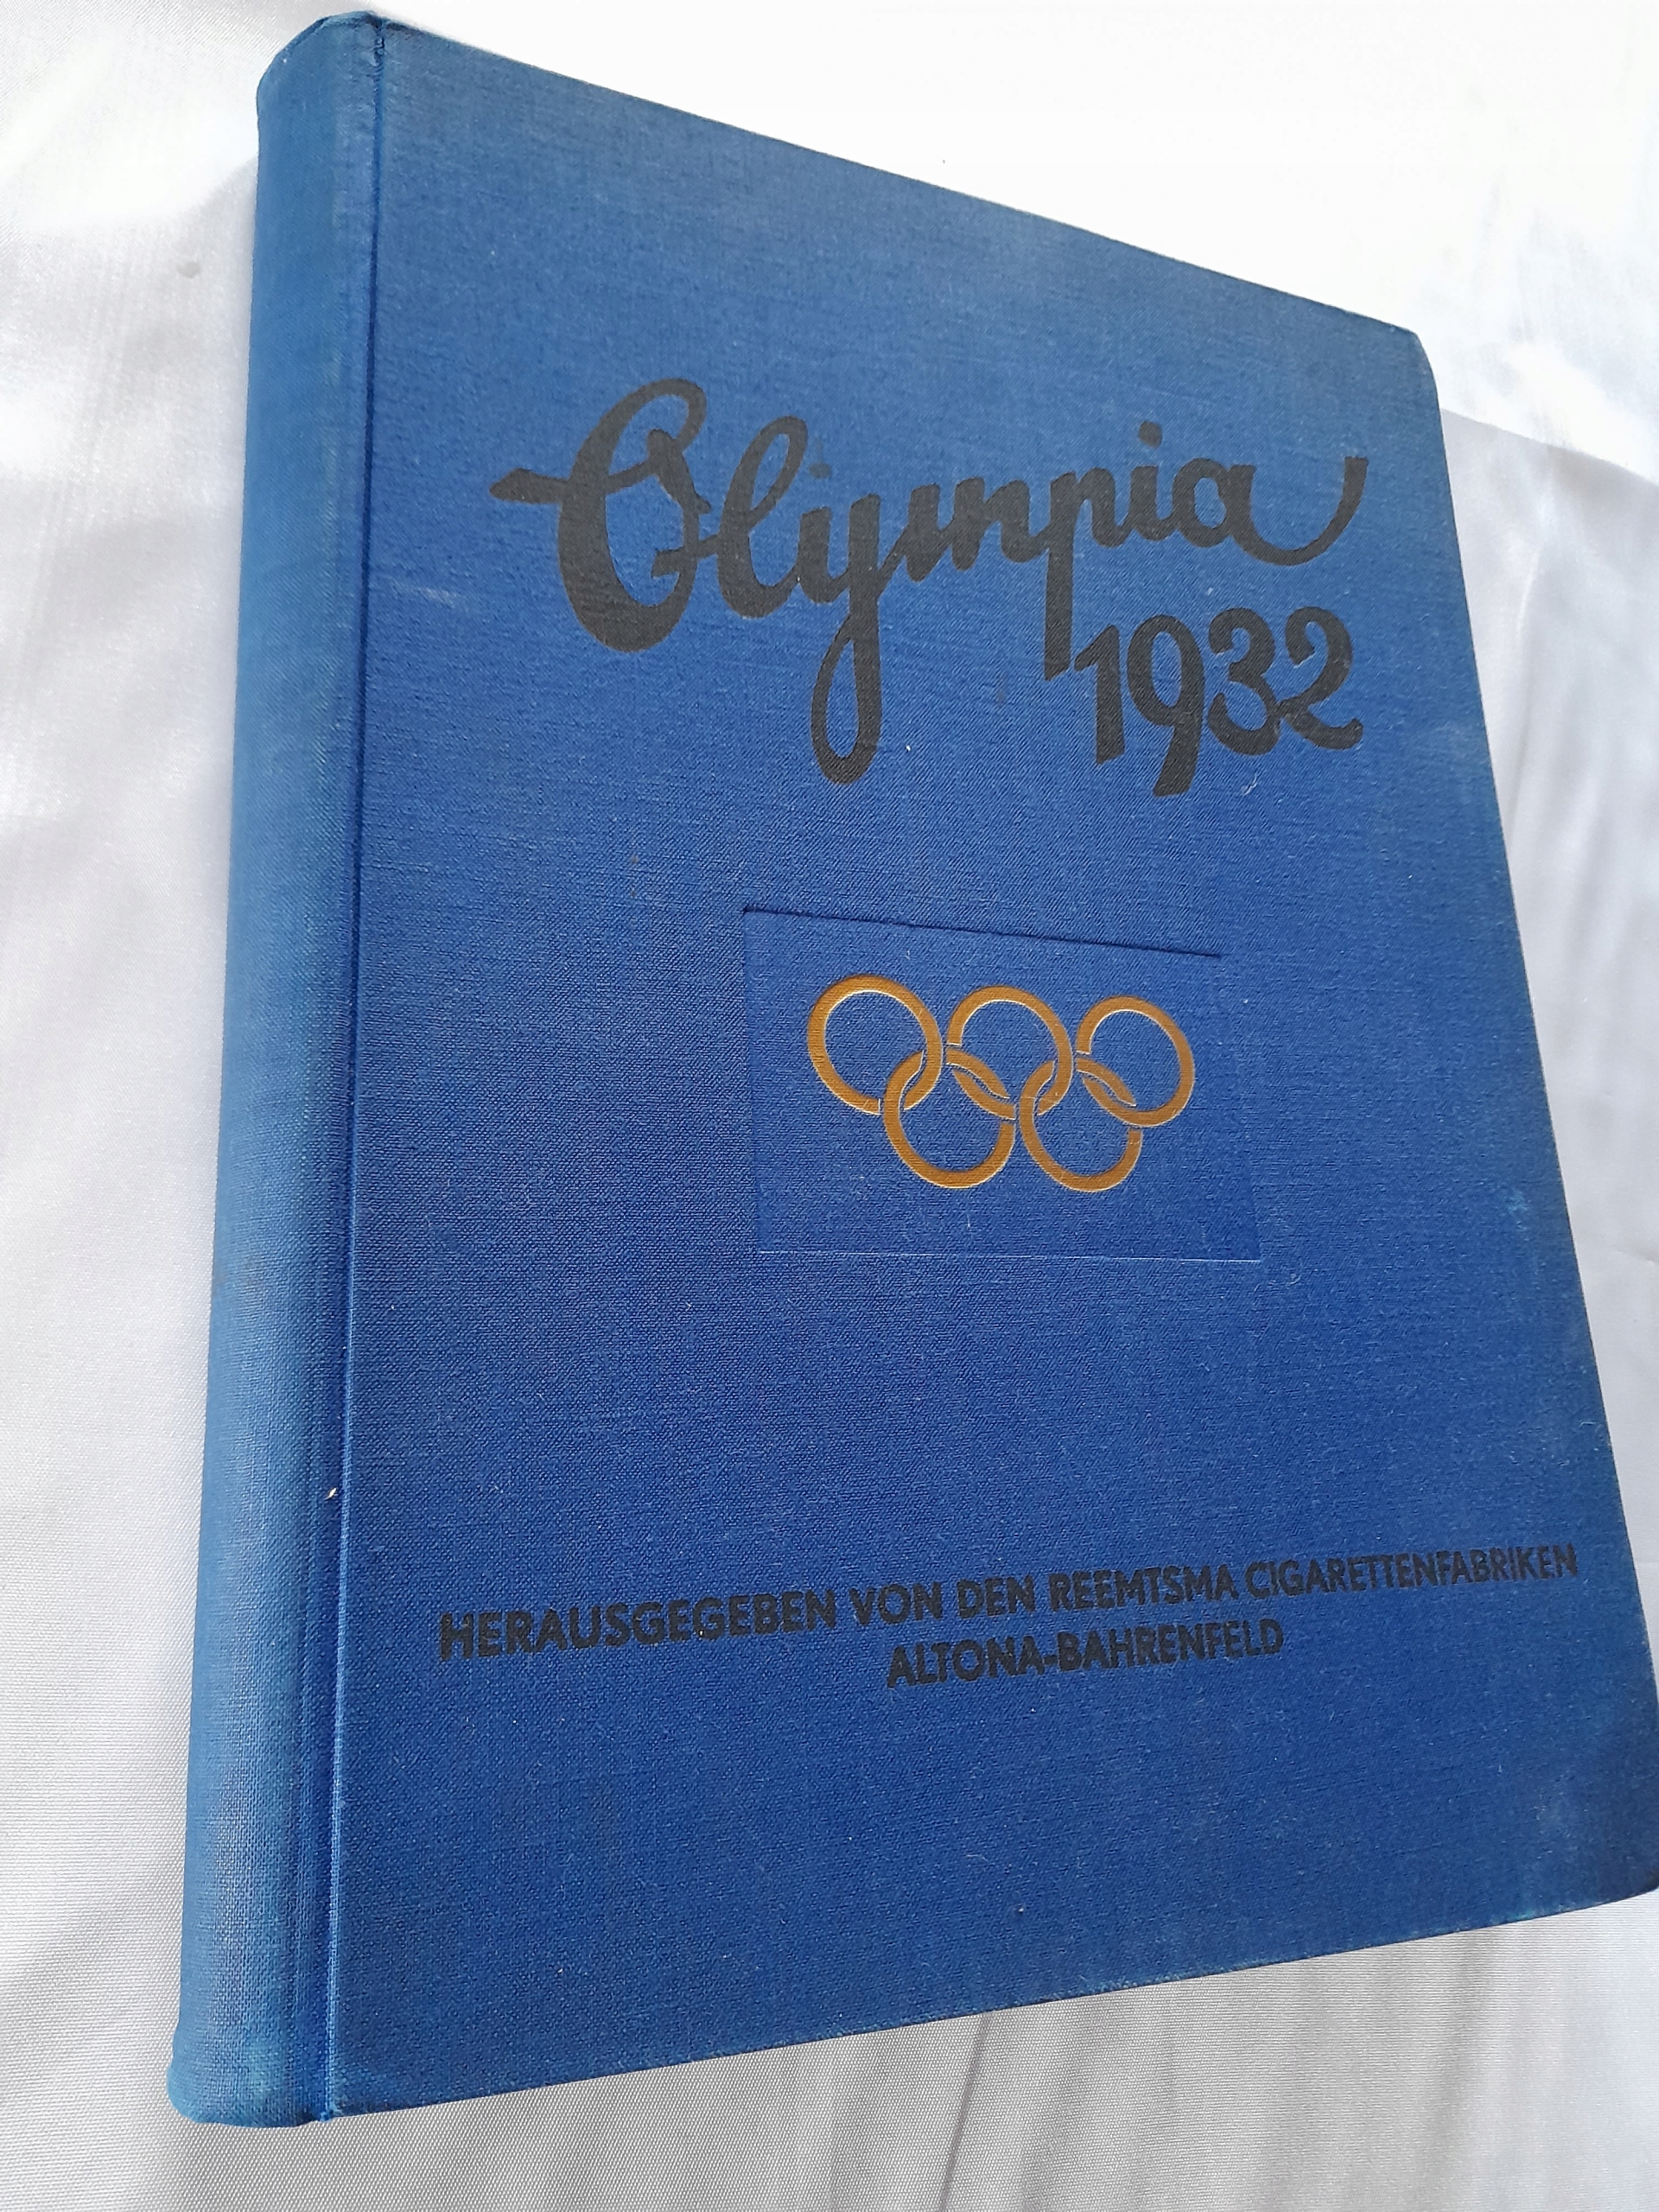 Olympia
1932
HERAUSGEGEBEN VON DEN REEMTSMA CIGARETTENFABRIKEN
ALTONA-BAHRENFELD